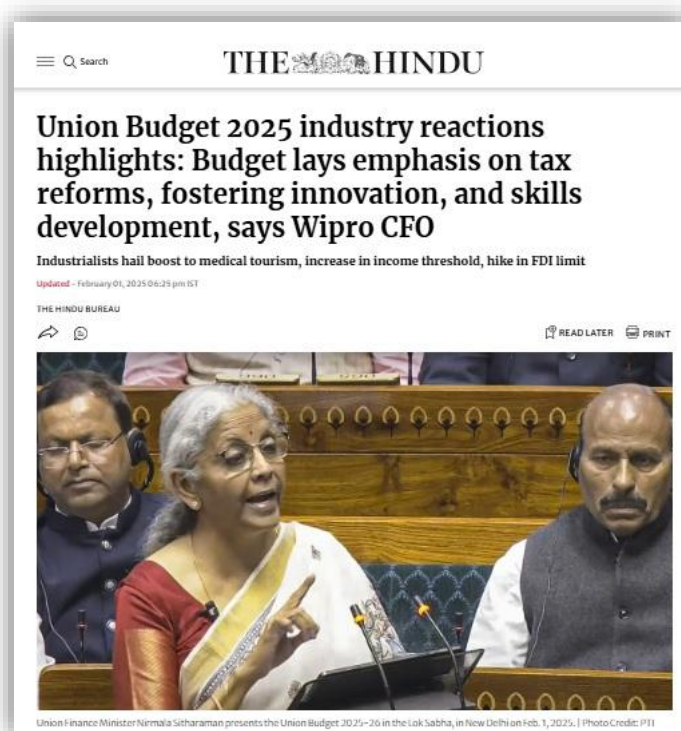 Search
THE HINDU
Union Budget 2025 industry reactions
highlights: Budget lays emphasis on tax
reforms, fostering innovation, and skills
development, says Wipro CFO
Industrialists hail boost to medical tourism, increase in income threshold, hike in FDI limit
Updated - February 01, 2025 06:25 pm IST
THE HINDU BUREAU
READ LATER PRINT
Union Finance Minister Nirmala Sitharaman presents the Union Budget 2025-26 in the Lok Sabha, in New Delhi on Feb. 1, 2025. | Photo Credit: PTI